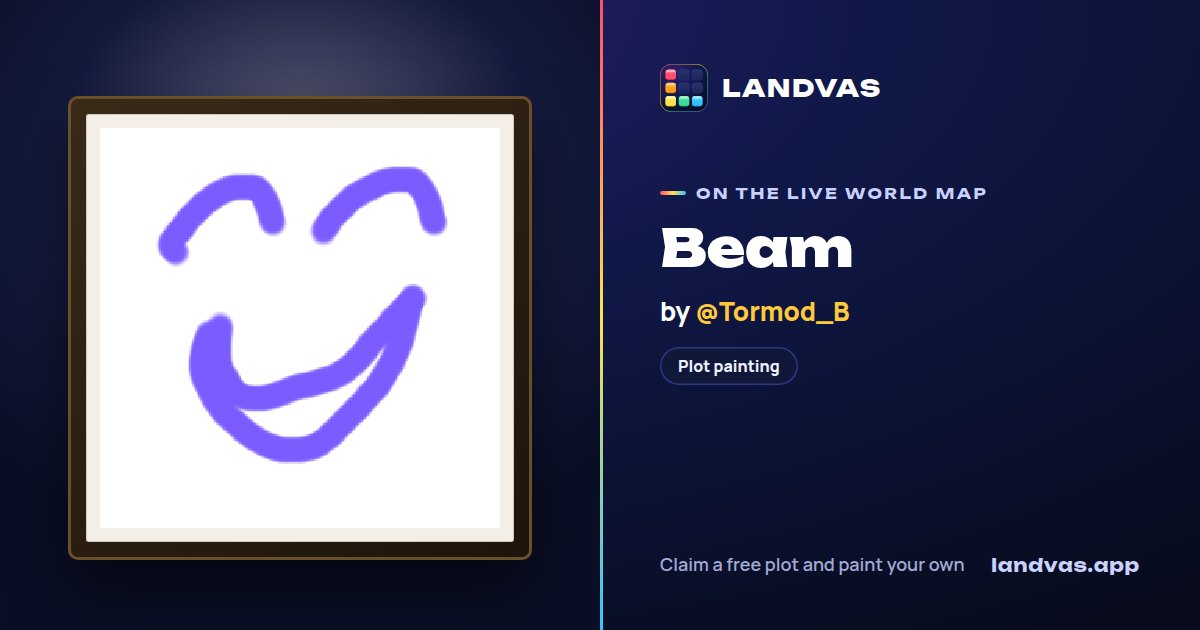 LANDVAS
ON THE LIVE WORLD MAP
Beam
by @Tormod_B
Plot painting
Claim a free plot and paint your own landvas.app